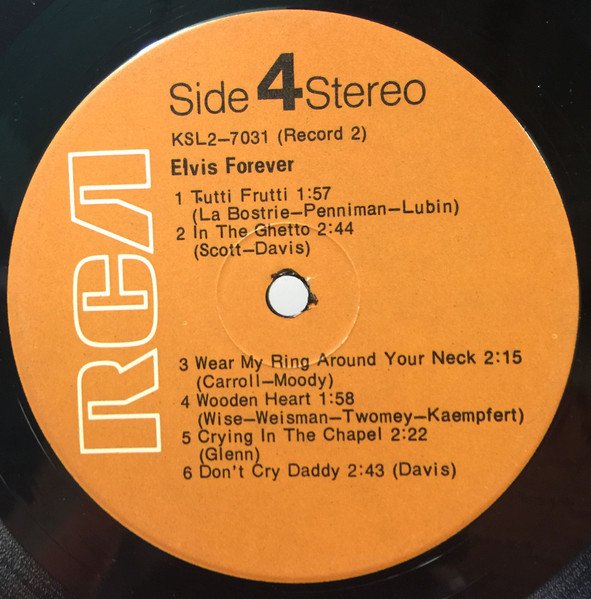 Side 4 Stereo
KSL2-7031 (Record 2)
Elvis Forever
1 Tutti Frutti 1:57
(La Bostrie-Penniman-Lubin)
2 In The Ghetto 2:44
(Scott-Davis)
RCA
3 Wear My Ring Around Your Neck 2:15
(Carroll-Moody)
4 Wooden Heart 1:58
(Wise-Weisman-Twomey-Kaempfert)
5 Crying In The Chapel 2:22
(Glenn)
6 Don't Cry Daddy 2:43 (Davis)